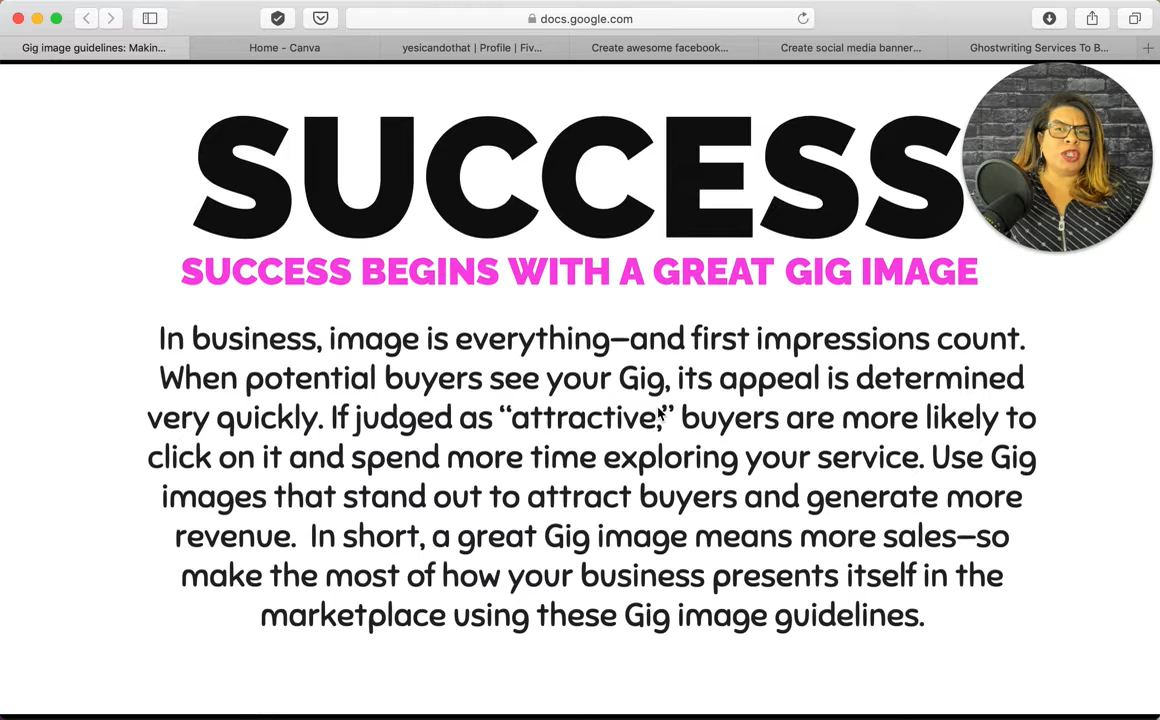 docs.google.com
Gig image guidelines: Makin...
Home - Canva
yesicandothat | Profile | Fiv...
Create awesome facebook...
Create social media banner...
Ghostwriting Services To B...
SUCCESS
SUCCESS BEGINS WITH A GREAT GIG IMAGE
In business, image is everything—and first impressions count.
When potential buyers see your Gig, its appeal is determined
very quickly. If judged as “attractive,” buyers are more likely to
click on it and spend more time exploring your service. Use Gig
images that stand out to attract buyers and generate more
revenue.  In short, a great Gig image means more sales—so
make the most of how your business presents itself in the
marketplace using these Gig image guidelines.